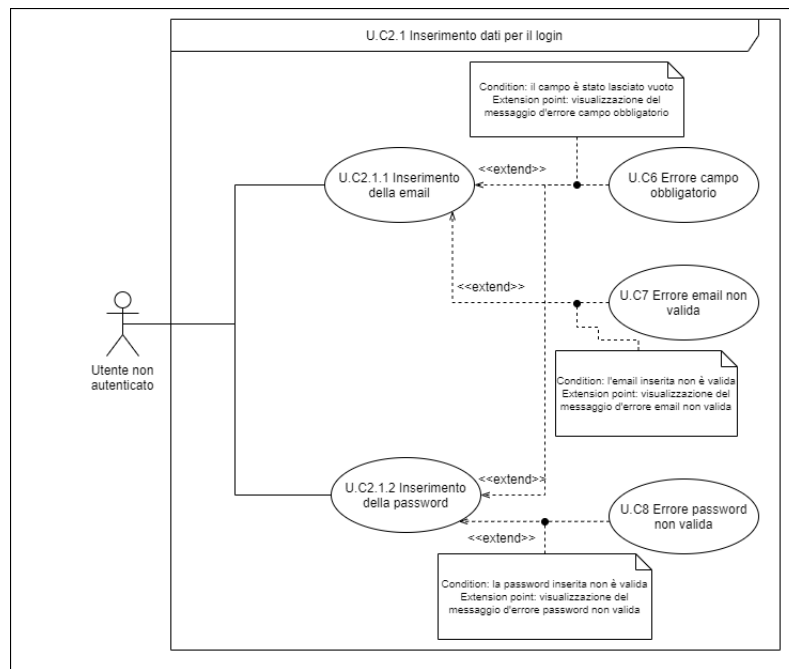 U.C2.1 Inserimento dati per il login
Condition: il campo è stato lasciato vuoto
Extension point: visualizzazione del
messaggio d'errore campo obbligatorio
<<extend>>
U.C2.1.1 Inserimento
della email
U.C6 Errore campo
obbligatorio
<<extend>>
U.C7 Errore email non
valida
Utente non
autenticato
Condition: l'email inserita non è valida
Extension point: visualizzazione del
messaggio d'errore email non valida
<<extend>>
U.C2.1.2 Inserimento
della password
U.C8 Errore password
non valida
<<extend>>
Condition: la password inserita non è valida
Extension point: visualizzazione del
messaggio d'errore password non valida